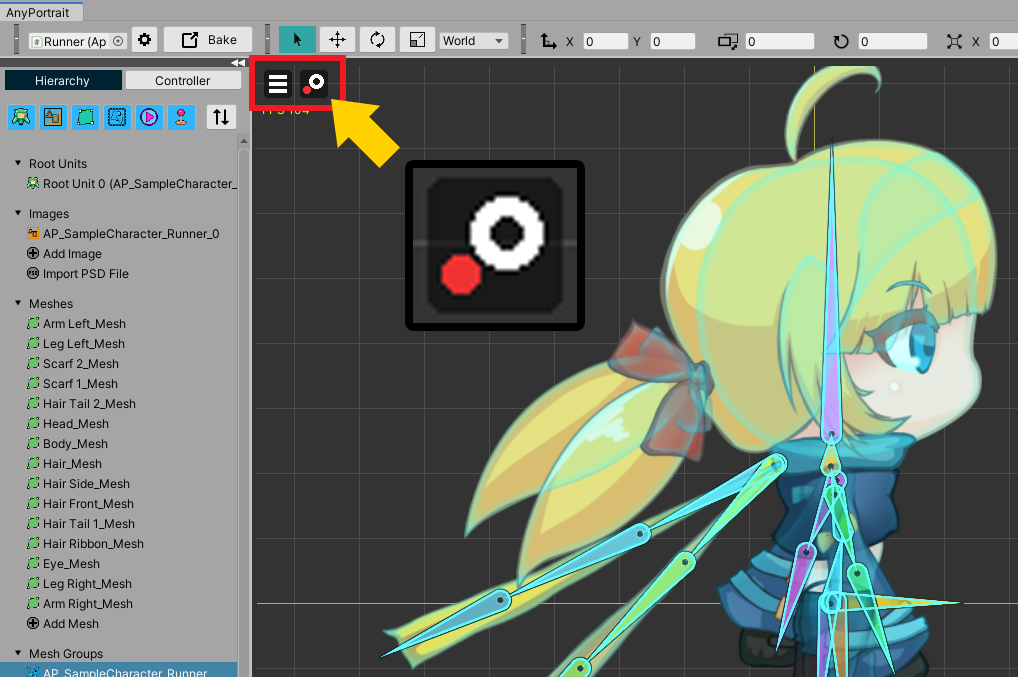 AnyPortrait
Runner (Ap
Bake
World
X 0 Y 0 0 0 X 0
Hierarchy
Controller
Root Units
Root Unit 0 (AP_SampleCharacter_
Images
AP_SampleCharacter_Runner_0
Add Image
Import PSD File
Meshes
Arm Left_Mesh
Leg Left_Mesh
Scarf 2_Mesh
Scarf 1_Mesh
Hair Tail 2_Mesh
Head_Mesh
Body_Mesh
Hair_Mesh
Hair Side_Mesh
Hair Front_Mesh
Hair Tail 1_Mesh
Hair Ribbon_Mesh
Eye_Mesh
Leg Right_Mesh
Arm Right_Mesh
Add Mesh
Mesh Groups
AP_SampleCharacter_Runner